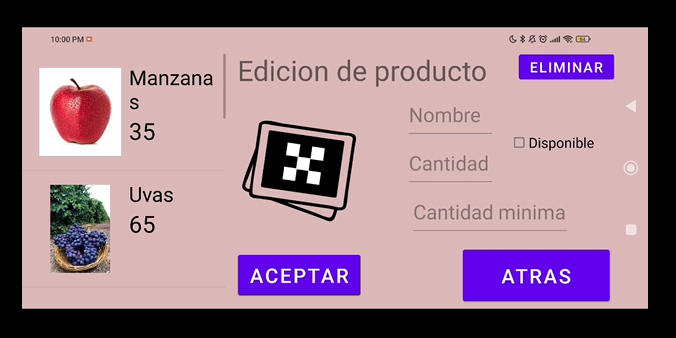 10:00 PM
Manzana
s
35
Uvas
65
Edicion de producto
ELIMINAR
Nombre
Disponible
Cantidad
Cantidad minima
ACEPTAR
ATRAS